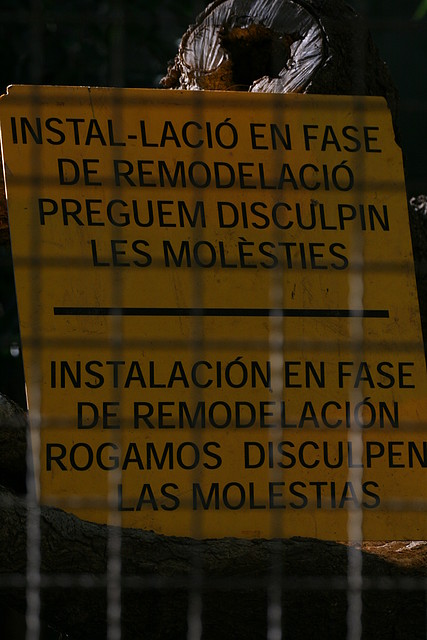 INSTAL-LACIÓ EN FASE
DE REMODELACIÓ
PREGUEM DISCULPIN
LES MOLÈSTIES
INSTALACIÓN EN FASE
DE REMODELACIÓN
ROGAMOS DISCULPEN
LAS MOLESTIAS